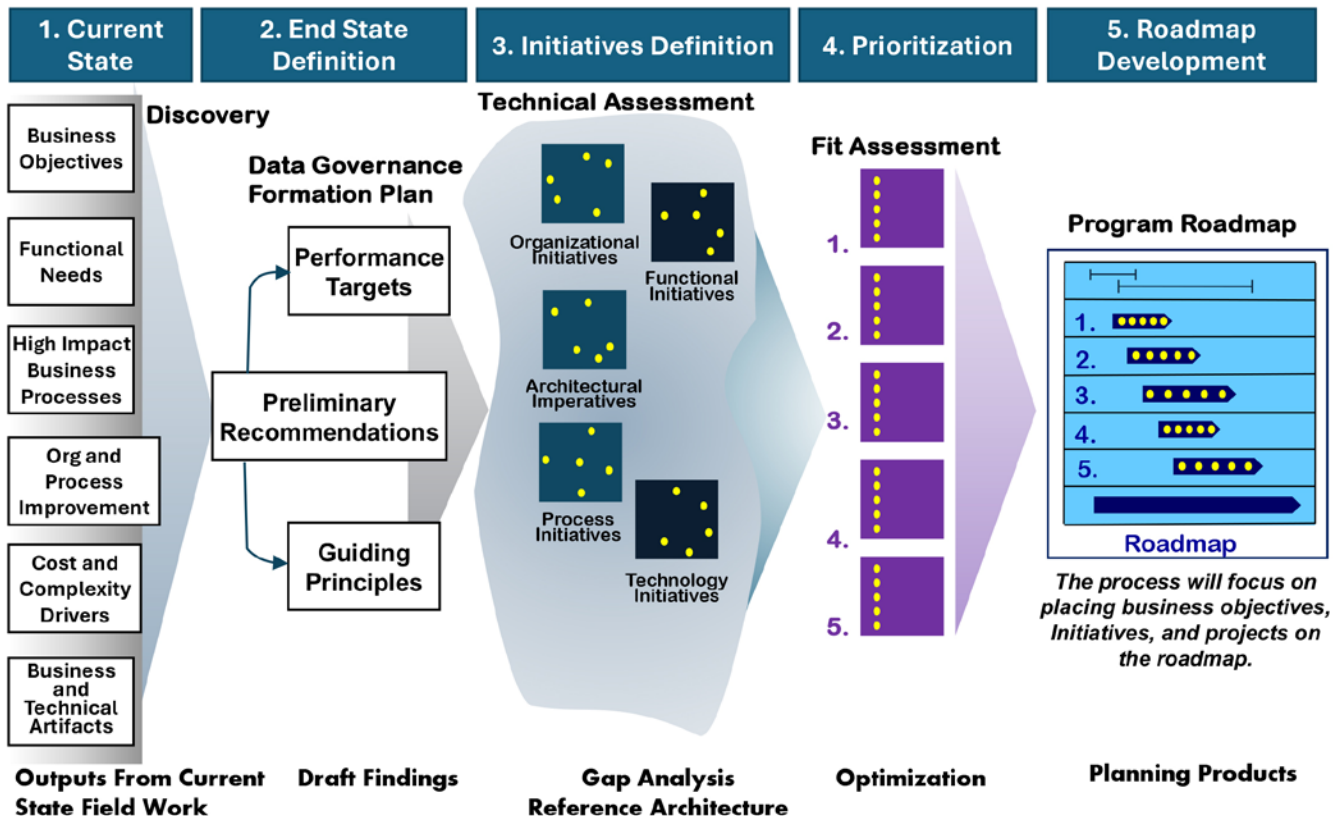 1. Current
State
2. End State
Definition
3. Initiatives Definition
4. Prioritization
5. Roadmap
Development
Discovery
Business
Objectives
Functional
Needs
High Impact
Business
Processes
Org and
Process
Improvement
Cost and
Complexity
Drivers
Business
and
Technical
Artifacts
Outputs From Current
State Field Work
Data Governance
Formation Plan
Performance
Targets
Preliminary
Recommendations
Guiding
Principles
Draft Findings
Technical Assessment
Organizational
Initiatives
Functional
Initiatives
Architectural
Imperatives
Process
Initiatives
Technology
Initiatives
Gap Analysis
Reference Architecture
Fit Assessment
1.
2.
3.
4.
5.
Optimization
Program Roadmap
1.
2.
3.
4.
5.
Roadmap
The process will focus on
placing business objectives,
Initiatives, and projects on
the roadmap.
Planning Products